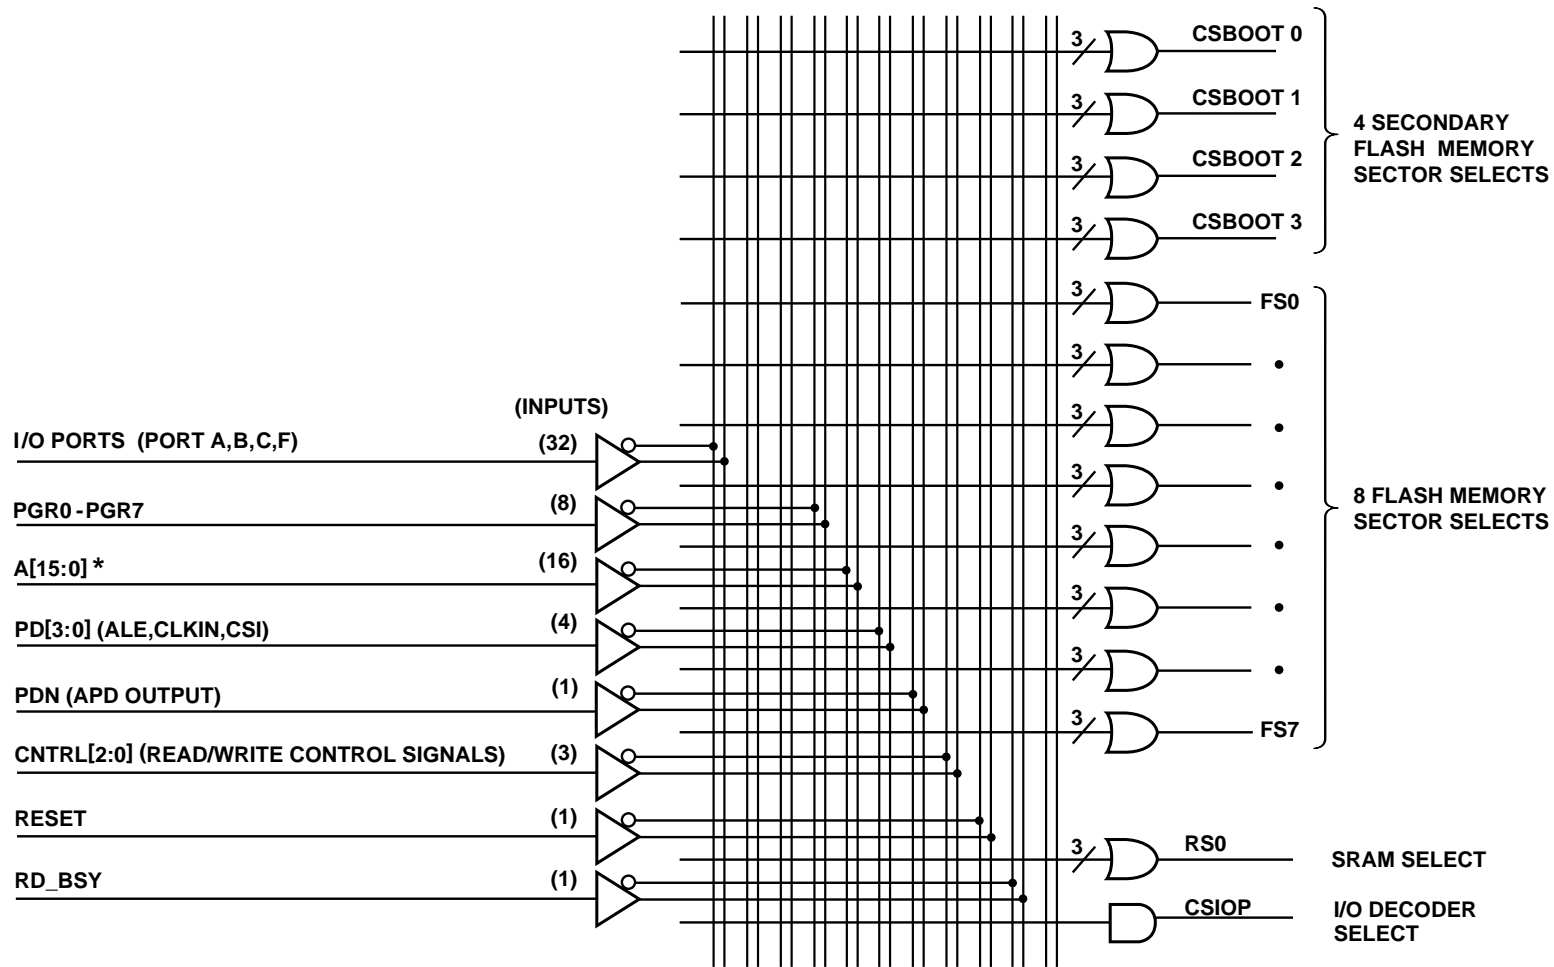 3 CSBOOT 0
3 CSBOOT 1
3 CSBOOT 2
3 CSBOOT 3
4 SECONDARY
FLASH MEMORY
SECTOR SELECTS
3 FS0
3
3
3
3
3
3
3 FS7
8 FLASH MEMORY
SECTOR SELECTS
(INPUTS)
I/O PORTS (PORT A,B,C,F) (32)
PGR0 -PGR7 (8)
A[15:0] * (16)
PD[3:0] (ALE,CLKIN,CSI) (4)
PDN (APD OUTPUT) (1)
CNTRL[2:0] (READ/WRITE CONTROL SIGNALS) (3)
RESET (1)
RD_BSY (1)
3 RS0 SRAM SELECT
CSIOP I/O DECODER
SELECT